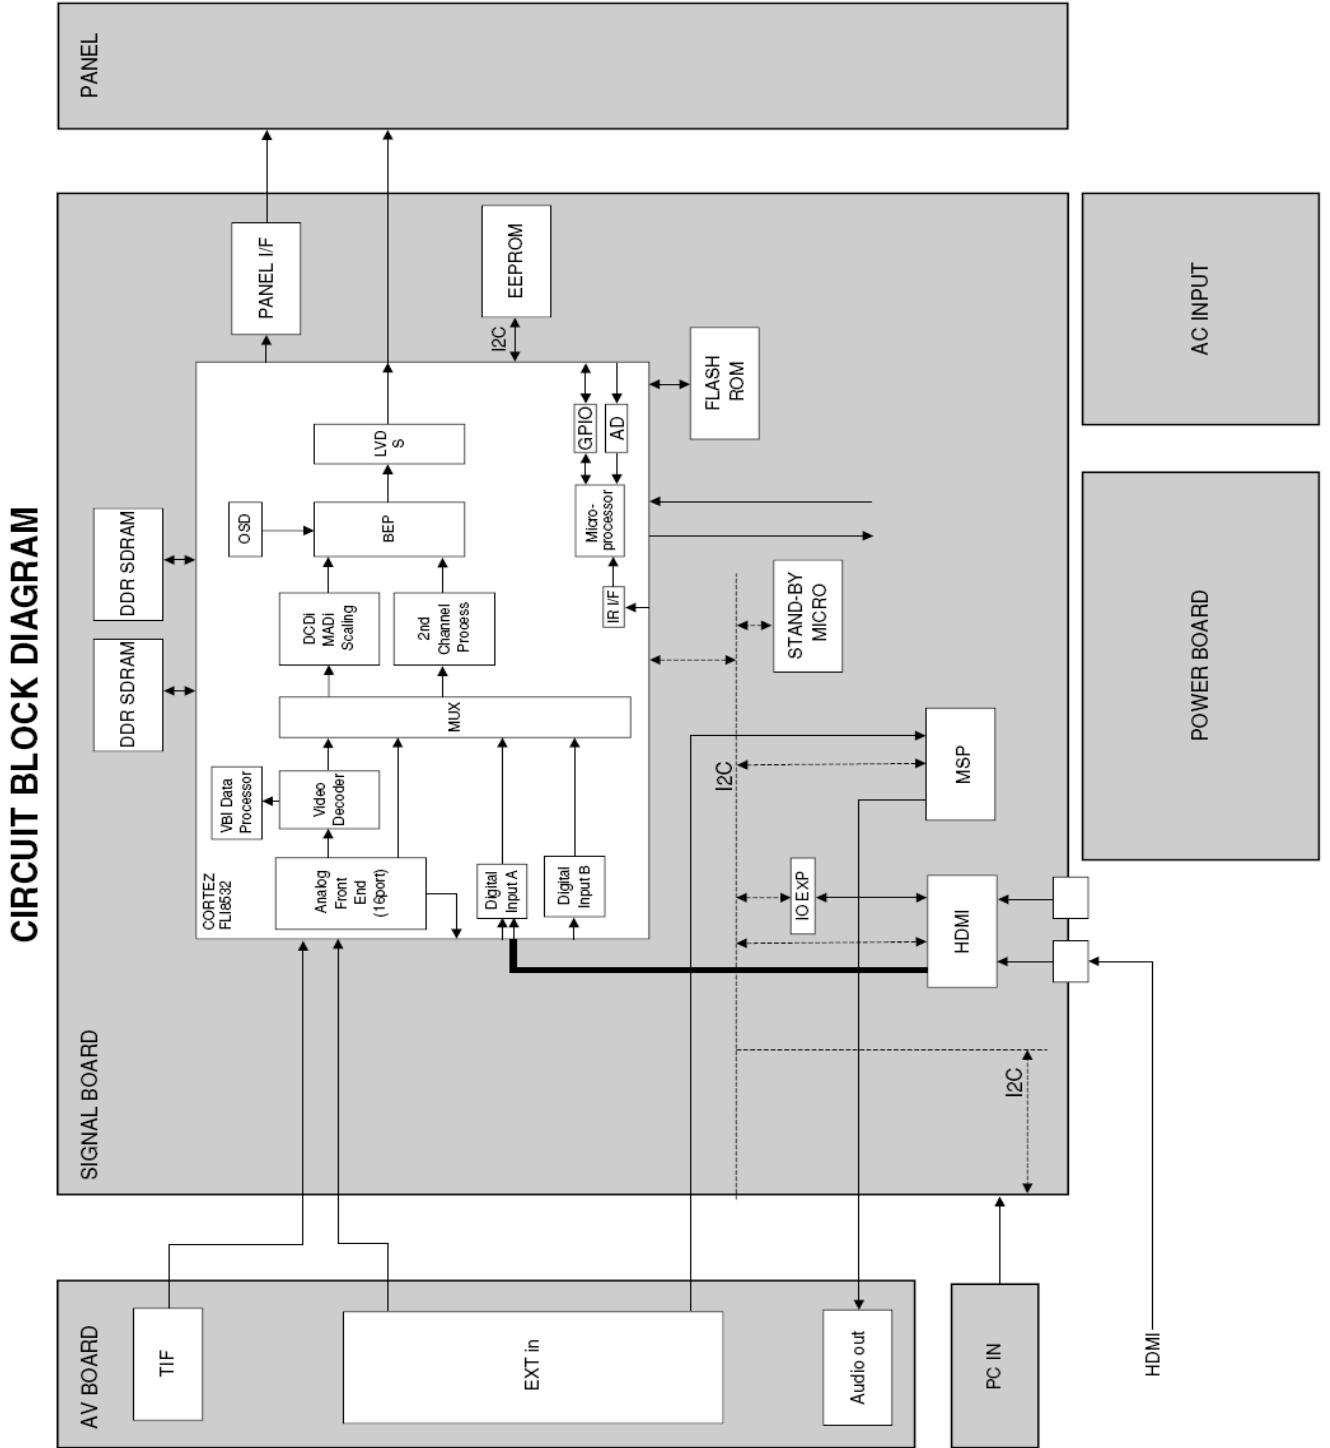 CIRCUIT BLOCK DIAGRAM
AV BOARD
TIF
EXT in
Audio out
PC IN
HDMI
SIGNAL BOARD
I2C
CORTEZ
FLI8532
Analog
Front
End
(16port)
VBI Data
Processor
Video
Decoder
Digital
Input A
Digital
Input B
MUX
DCDi
MADi
Scaling
2nd
Channel
Process
OSD
BEP
LVD
S
IR I/F
Micro-
processor
GPIO
AD
DDR SDRAM
DDR SDRAM
PANEL I/F
I2C
EEPROM
FLASH
ROM
I2C
STAND-BY
MICRO
IO EXP
HDMI
MSP
POWER BOARD
AC INPUT
PANEL